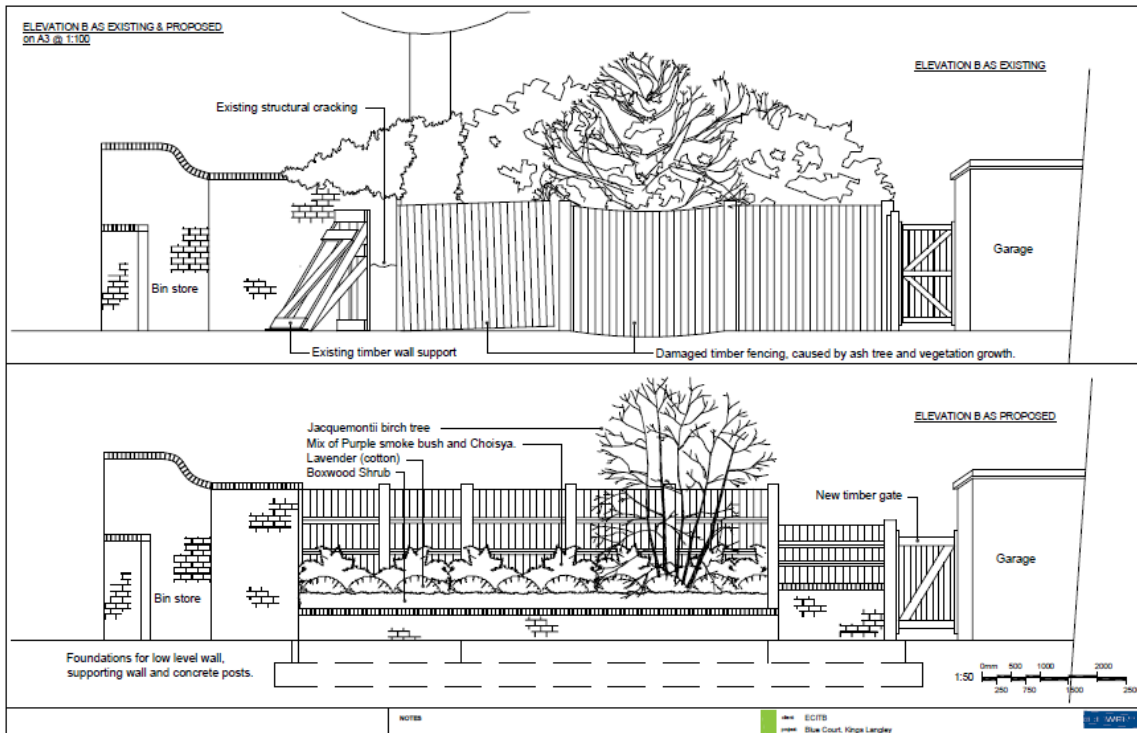 ELEVATION B AS EXISTING & PROPOSED
on A3 @ 1:100
ELEVATION B AS EXISTING
Existing structural cracking
Garage
Bin store
Existing timber wall support
Damaged timber fencing, caused by ash tree and vegetation growth.
ELEVATION B AS PROPOSED
Jacquemontii birch tree
Mix of Purple smoke bush and Choisya.
Lavender (cotton)
Boxwood Shrub
New timber gate
Garage
Bin store
Foundations for low level wall,
supporting wall and concrete posts.
1:50
0mm 500 1000 2000
250 750 1500 250
NOTES
client ECITB
project Blue Court, Kings Langley